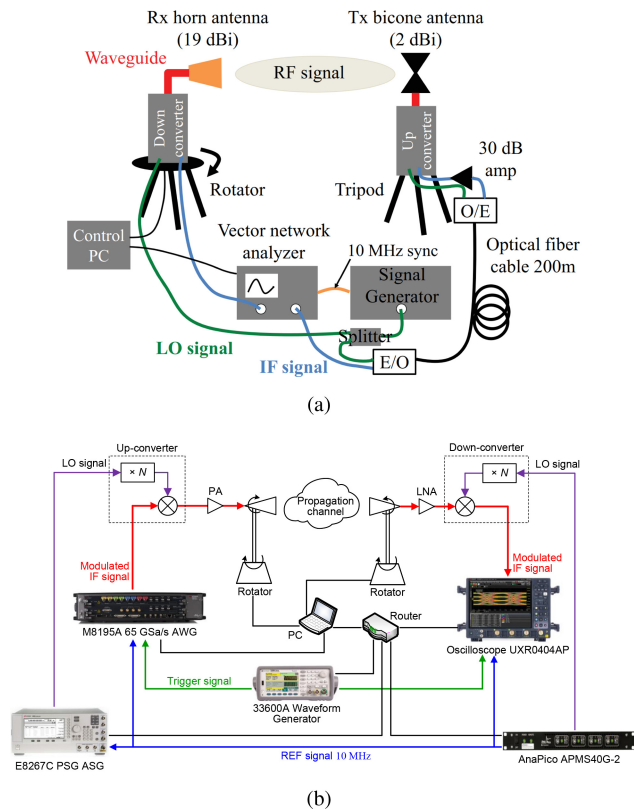 Rx horn antenna
(19 dBi)
Tx bicone antenna
(2 dBi)
Waveguide
RF signal
Down
converter
Up
converter
30 dB
amp
Rotator
Tripod
O/E
Control
PC
Vector network
analyzer
10 MHz sync
Signal
Generator
Optical fiber
cable 200m
Splitter
LO signal
IF signal
E/O
(a)
Up-converter
Down-converter
LO signal
× N
PA
Propagation
channel
LNA
× N
LO signal
Modulated
IF signal
Modulated
IF signal
Rotator
Rotator
PC
Router
M8195A 65 GSa/s AWG
Oscilloscope UXR0404AP
Trigger signal
33600A Waveform
Generator
REF signal 10 MHz
E8267C PSG ASG
AnaPico APMS40G-2
(b)